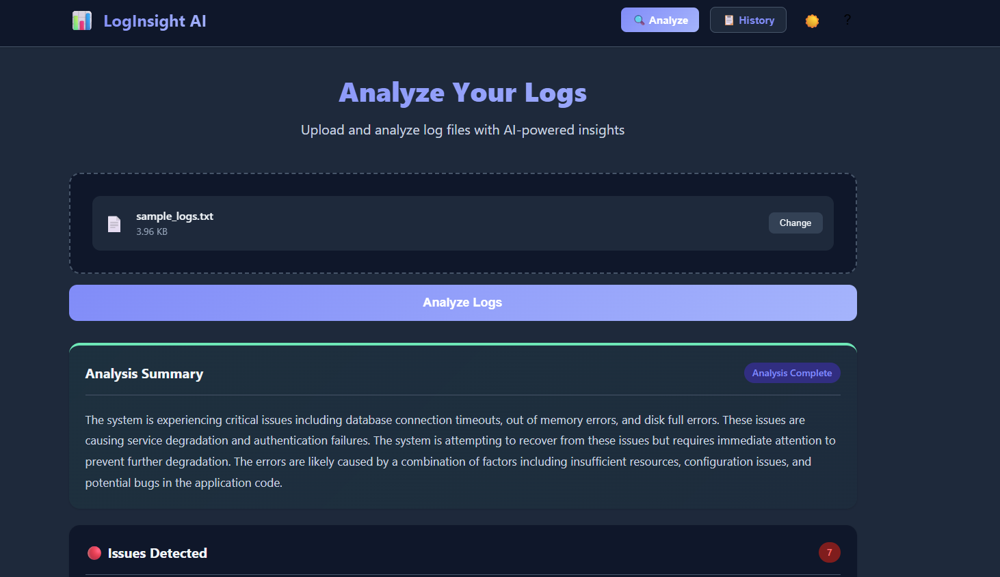 LogInsight AI
Analyze
History
?
Analyze Your Logs
Upload and analyze log files with AI-powered insights
sample_logs.txt
3.96 KB
Change
Analyze Logs
Analysis Summary
Analysis Complete
The system is experiencing critical issues including database connection timeouts, out of memory errors, and disk full errors. These issues are
causing service degradation and authentication failures. The system is attempting to recover from these issues but requires immediate attention to
prevent further degradation. The errors are likely caused by a combination of factors including insufficient resources, configuration issues, and
potential bugs in the application code.
Issues Detected
7